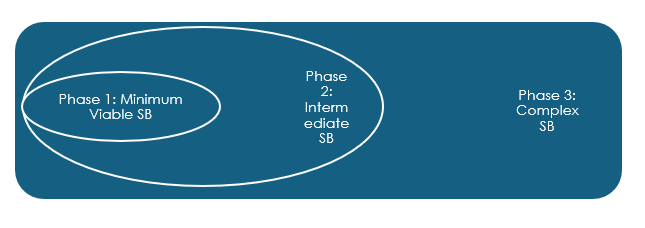 Phase 1: Minimum
Viable SB
Phase
2:
Interm
ediate
SB
Phase 3:
Complex
SB